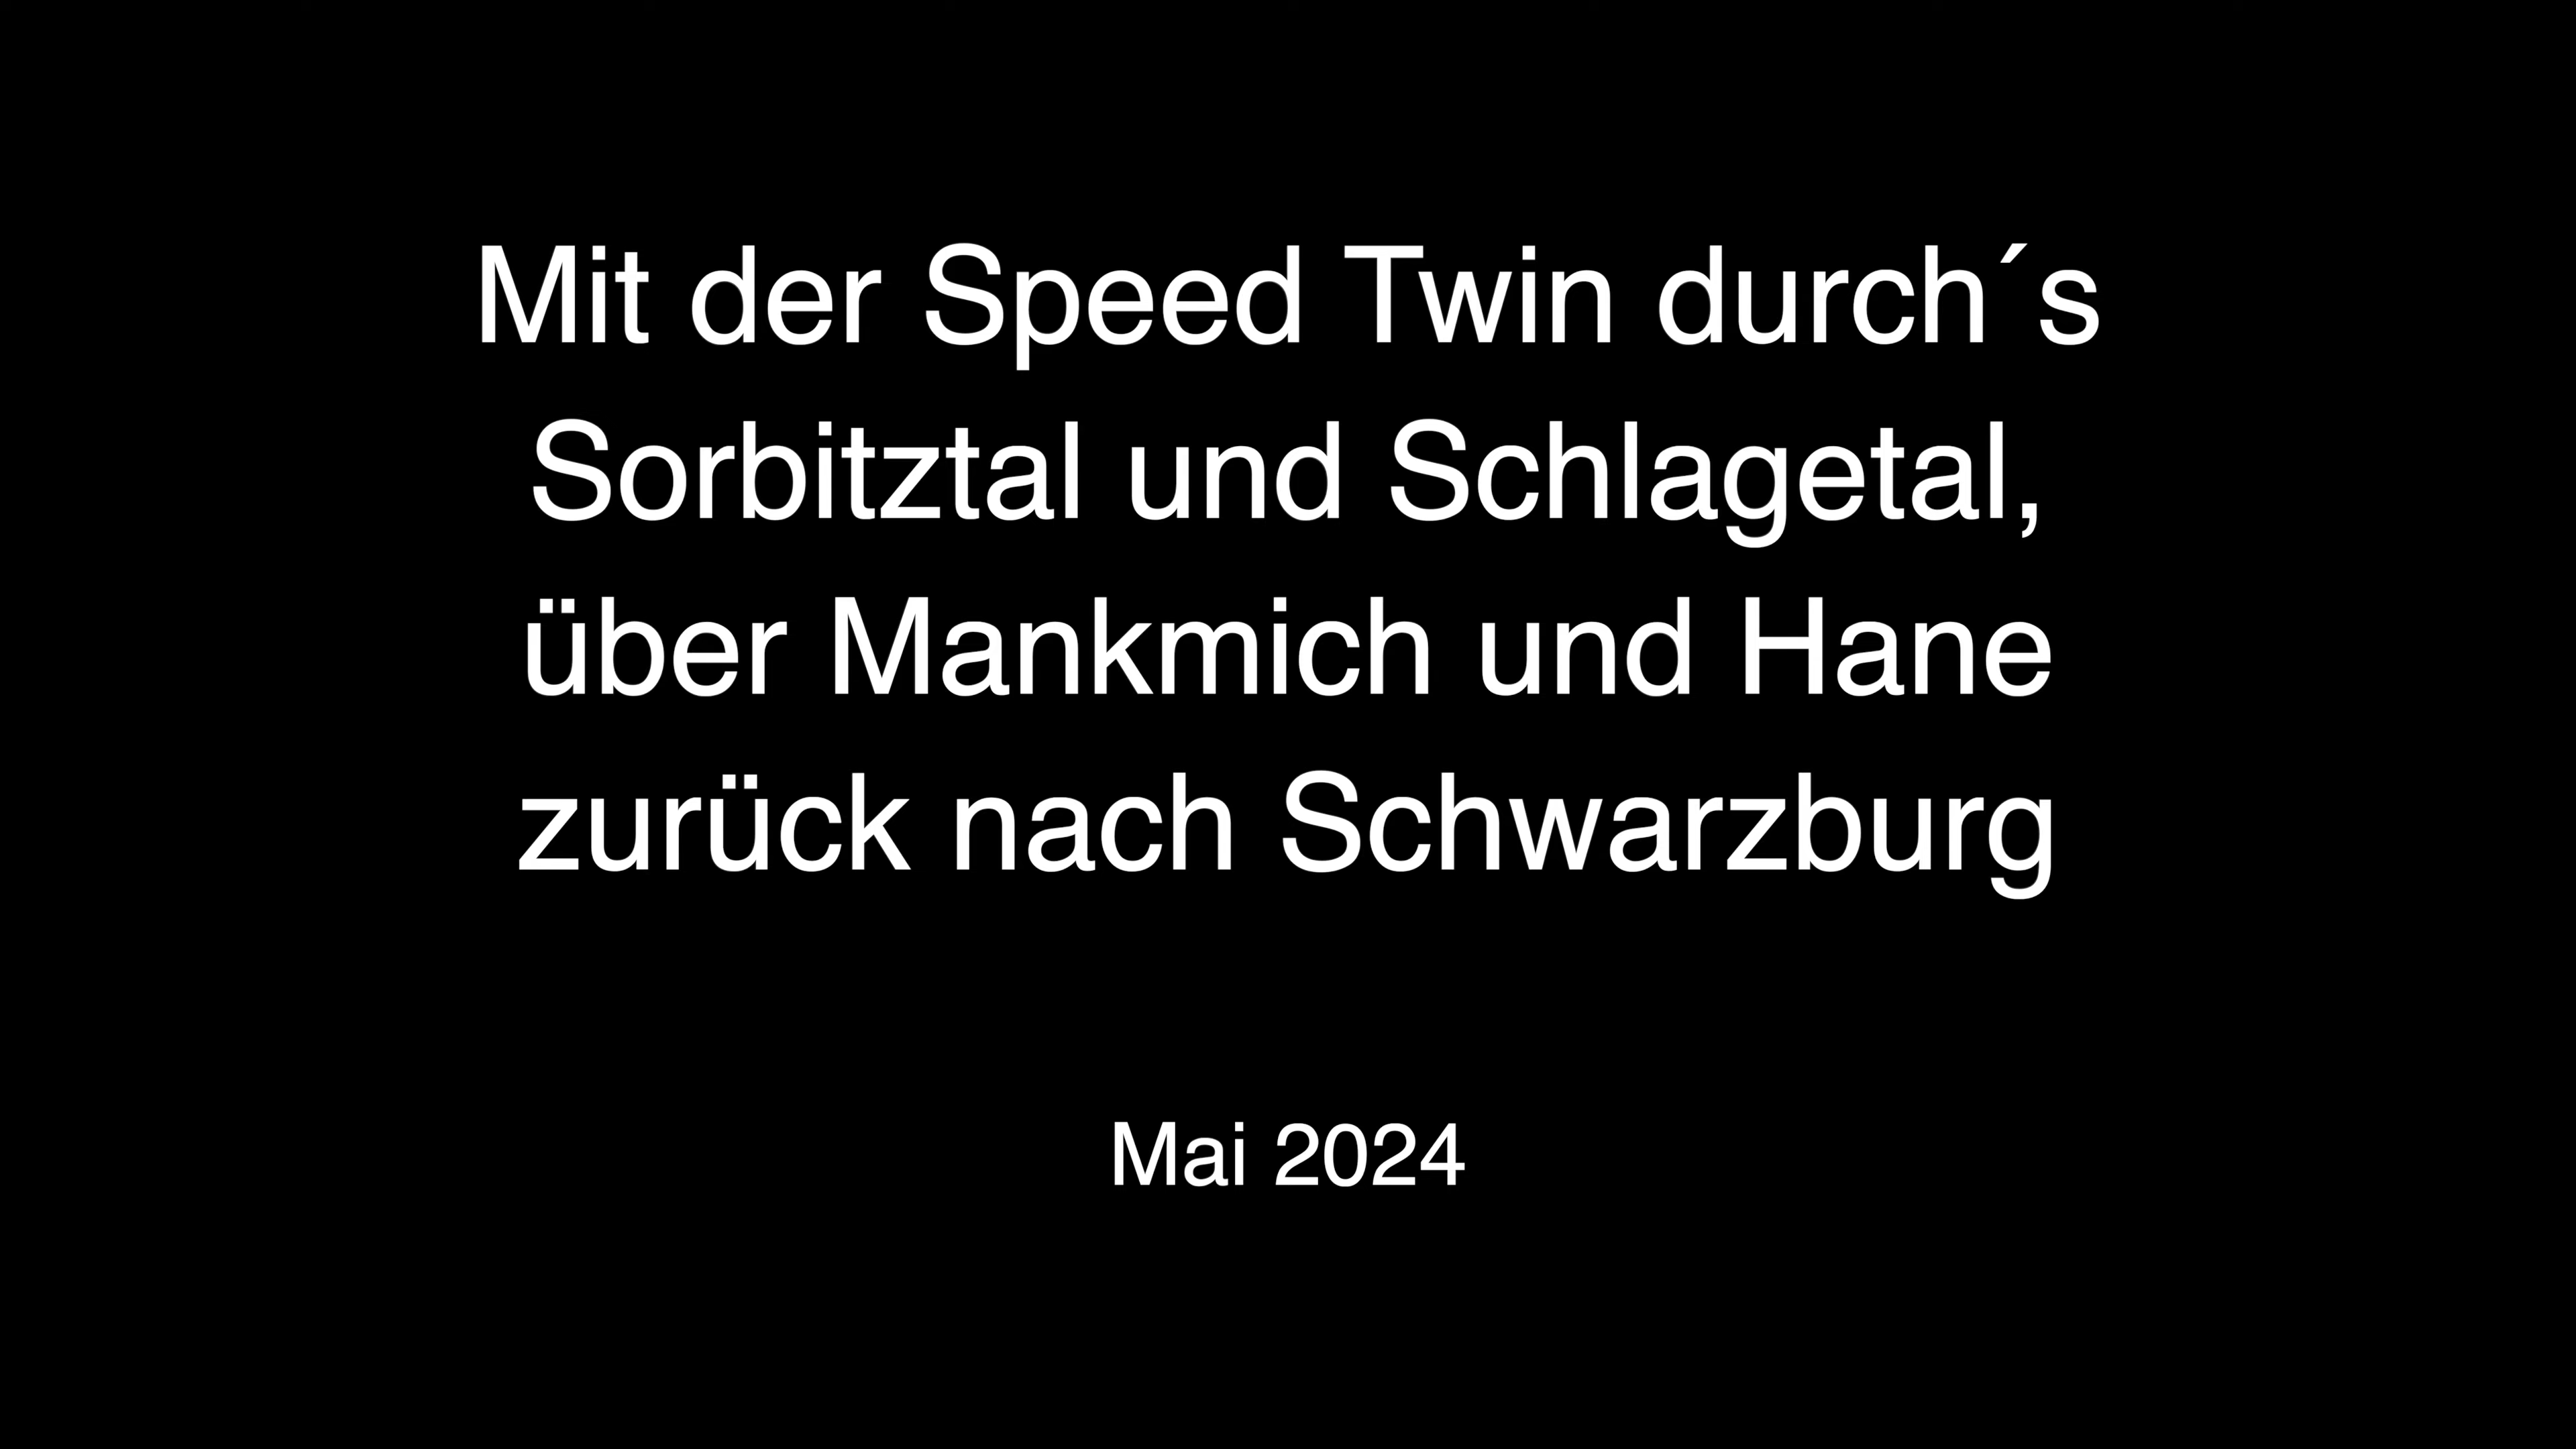 Mit der Speed Twin durch´s
Sorbitztal und Schlagetal,
über Mankmich und Hane
zurück nach Schwarzburg
Mai 2024